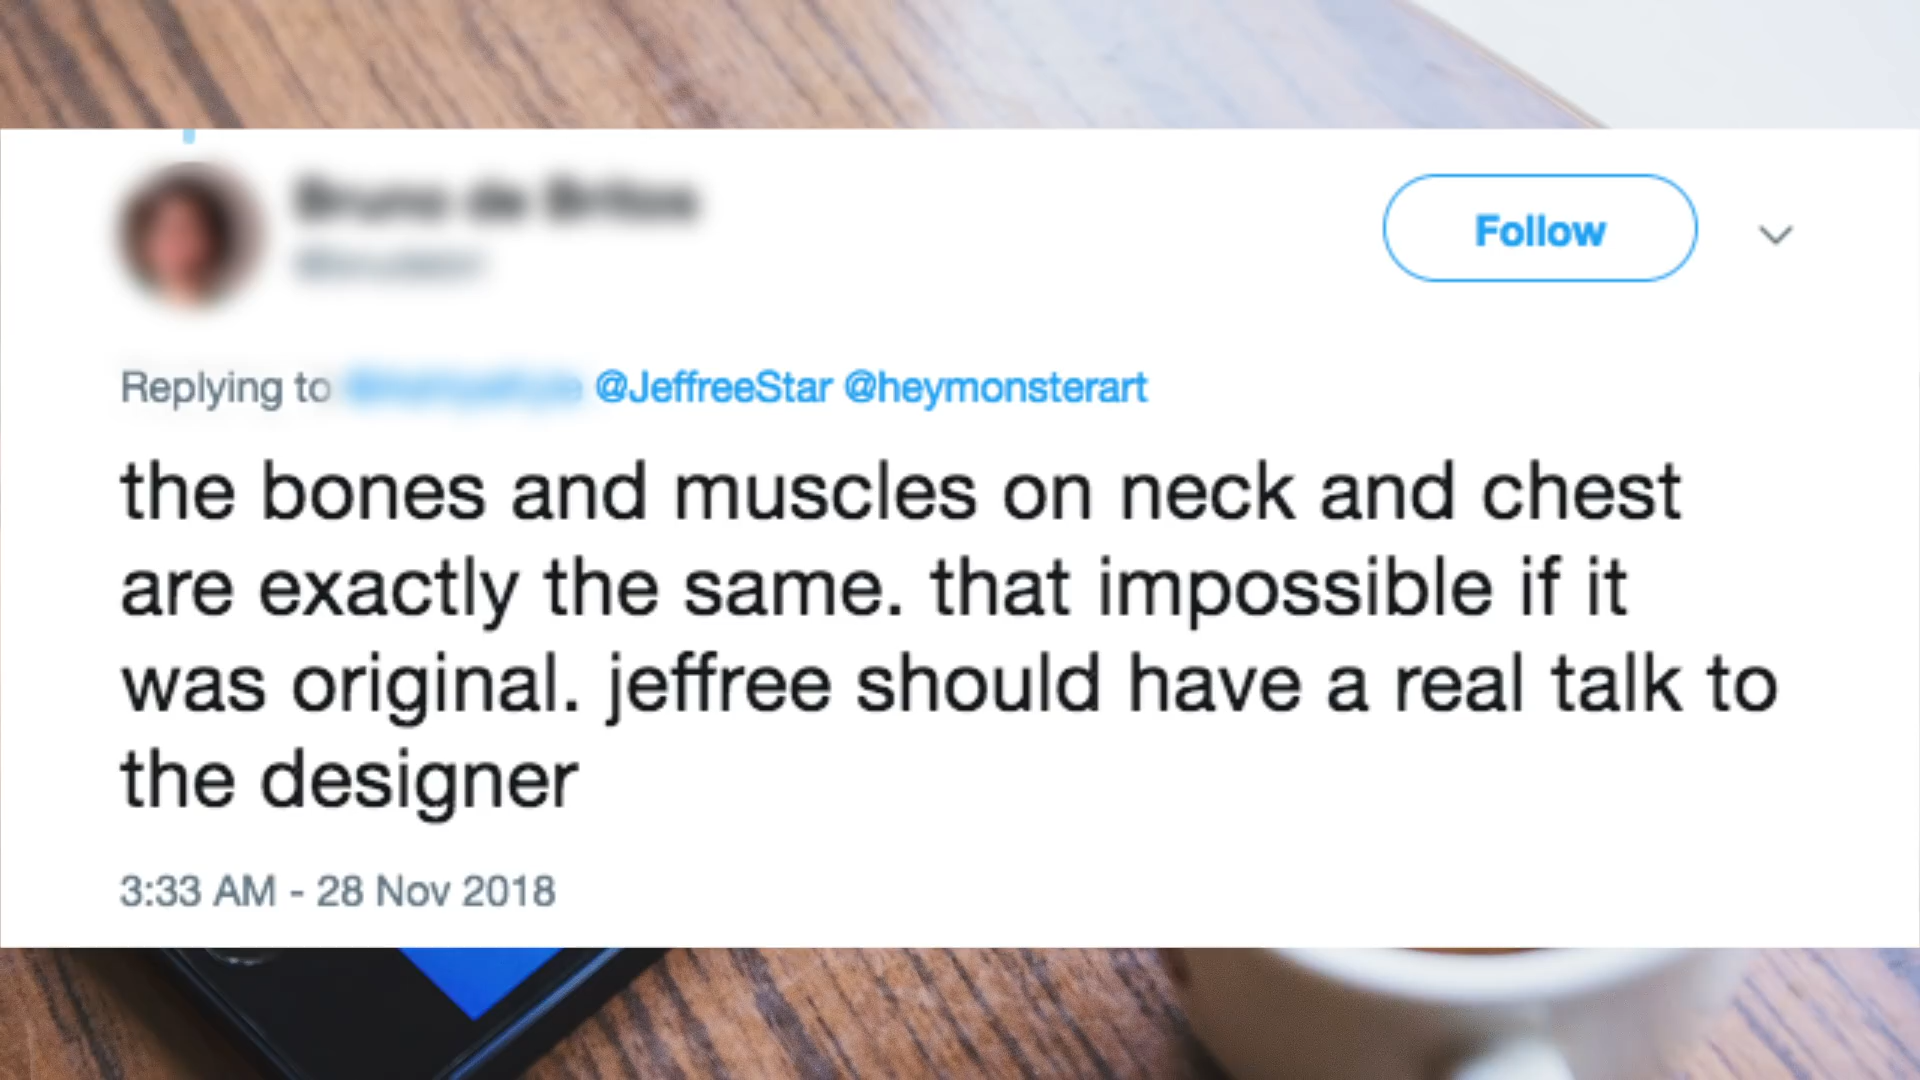 Follow
Replying to @JeffreeStar @heymonsterart
the bones and muscles on neck and chest
are exactly the same. that impossible if it
was original. jeffree should have a real talk to
the designer
3:33 AM - 28 Nov 2018